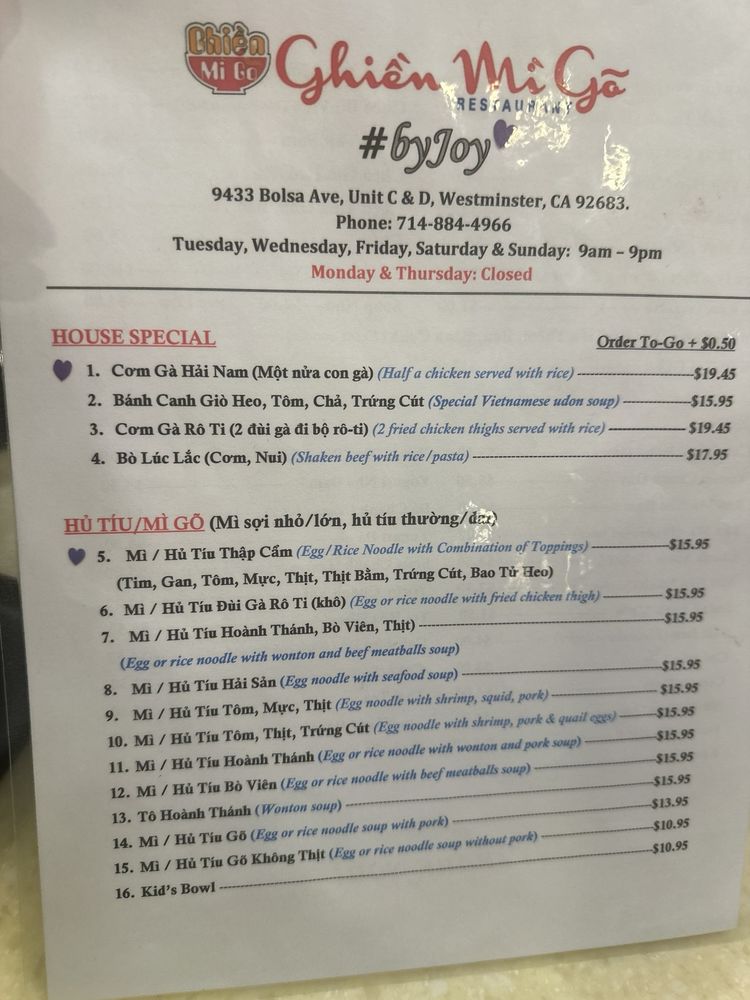 Ghiền
Mì Gõ
Ghiền Mì Gõ
RESTAURANT
#byJoy
9433 Bolsa Ave, Unit C & D, Westminster, CA 92683.
Phone: 714-884-4966
Tuesday, Wednesday, Friday, Saturday & Sunday: 9am – 9pm
Monday & Thursday: Closed
HOUSE SPECIAL Order To-Go + $0.50
1. Cơm Gà Hải Nam (Một nửa con gà) (Half a chicken served with rice) $19.45
2. Bánh Canh Giò Heo, Tôm, Chả, Trứng Cút (Special Vietnamese udon soup) $15.95
3. Cơm Gà Rô Ti (2 đùi gà đi bộ rô-ti) (2 fried chicken thighs served with rice) $19.45
4. Bò Lúc Lắc (Cơm, Nui) (Shaken beef with rice/pasta) $17.95
HỦ TÍU/MÌ GÕ (Mì sợi nhỏ/lớn, hủ tíu thường/dai)
5. Mì / Hủ Tíu Thập Cẩm (Egg/Rice Noodle with Combination of Toppings) $15.95
(Tim, Gan, Tôm, Mực, Thịt, Thịt Bằm, Trứng Cút, Bao Tử Heo)
6. Mì / Hủ Tíu Đùi Gà Rô Ti (khô) (Egg or rice noodle with fried chicken thigh) $15.95
7. Mì / Hủ Tíu Hoành Thánh, Bò Viên, Thịt) $15.95
(Egg or rice noodle with wonton and beef meatballs soup)
8. Mì / Hủ Tíu Hải Sản (Egg noodle with seafood soup) $15.95
9. Mì / Hủ Tíu Tôm, Mực, Thịt (Egg noodle with shrimp, squid, pork) $15.95
10. Mì / Hủ Tíu Tôm, Thịt, Trứng Cút (Egg noodle with shrimp, pork & quail eggs) $15.95
11. Mì / Hủ Tíu Hoành Thánh (Egg or rice noodle with wonton and pork soup) $15.95
12. Mì / Hủ Tíu Bò Viên (Egg or rice noodle with beef meatballs soup) $15.95
13. Tô Hoành Thánh (Wonton soup) $15.95
14. Mì / Hủ Tíu Gõ (Egg or rice noodle soup with pork) $13.95
15. Mì / Hủ Tíu Gõ Không Thịt (Egg or rice noodle soup without pork) $10.95
16. Kid's Bowl $10.95